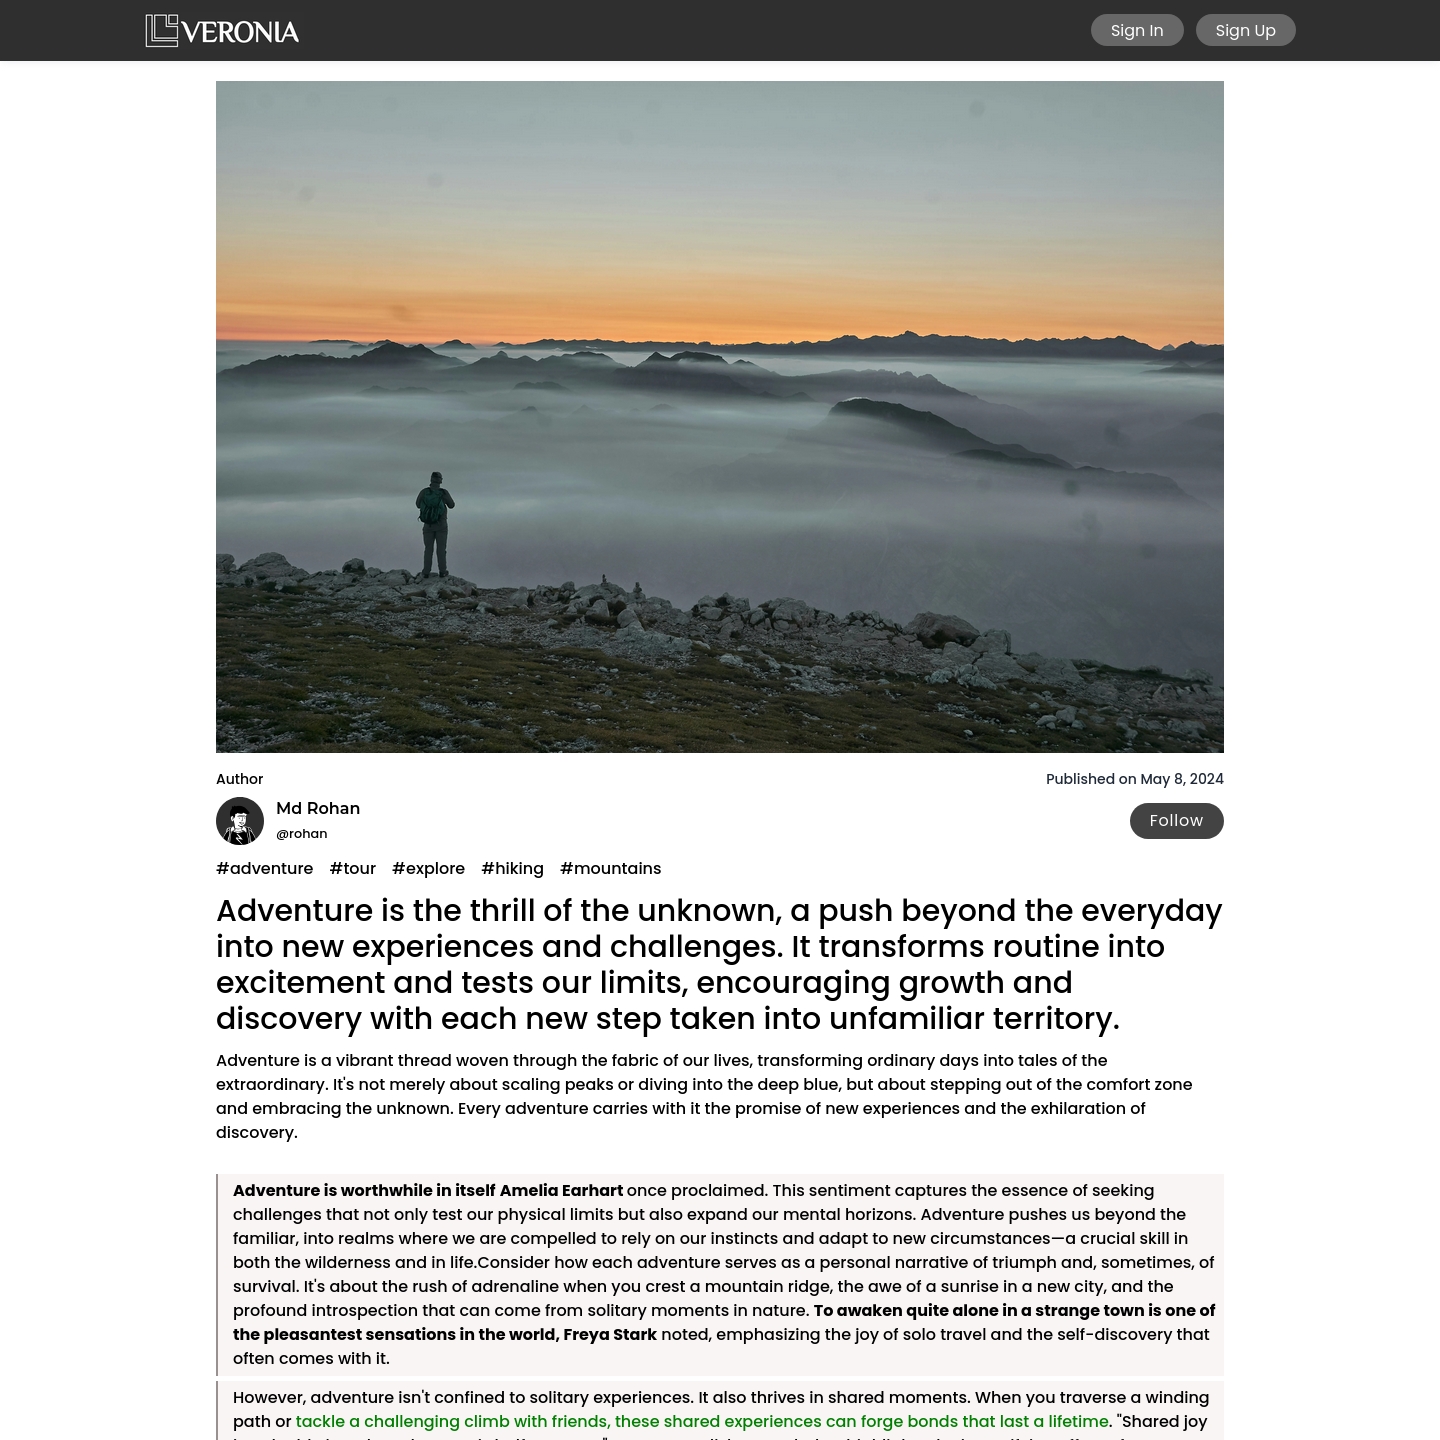 VERONIA
Sign In
Sign Up
Author
Published on May 8, 2024
Md Rohan
@rohan
Follow
#adventure #tour #explore #hiking #mountains
Adventure is the thrill of the unknown, a push beyond the everyday
into new experiences and challenges. It transforms routine into
excitement and tests our limits, encouraging growth and
discovery with each new step taken into unfamiliar territory.
Adventure is a vibrant thread woven through the fabric of our lives, transforming ordinary days into tales of the
extraordinary. It's not merely about scaling peaks or diving into the deep blue, but about stepping out of the comfort zone
and embracing the unknown. Every adventure carries with it the promise of new experiences and the exhilaration of
discovery.
Adventure is worthwhile in itself Amelia Earhart once proclaimed. This sentiment captures the essence of seeking
challenges that not only test our physical limits but also expand our mental horizons. Adventure pushes us beyond the
familiar, into realms where we are compelled to rely on our instincts and adapt to new circumstances—a crucial skill in
both the wilderness and in life.Consider how each adventure serves as a personal narrative of triumph and, sometimes, of
survival. It's about the rush of adrenaline when you crest a mountain ridge, the awe of a sunrise in a new city, and the
profound introspection that can come from solitary moments in nature. To awaken quite alone in a strange town is one of
the pleasantest sensations in the world, Freya Stark noted, emphasizing the joy of solo travel and the self-discovery that
often comes with it.
However, adventure isn't confined to solitary experiences. It also thrives in shared moments. When you traverse a winding
path or tackle a challenging climb with friends, these shared experiences can forge bonds that last a lifetime. "Shared joy